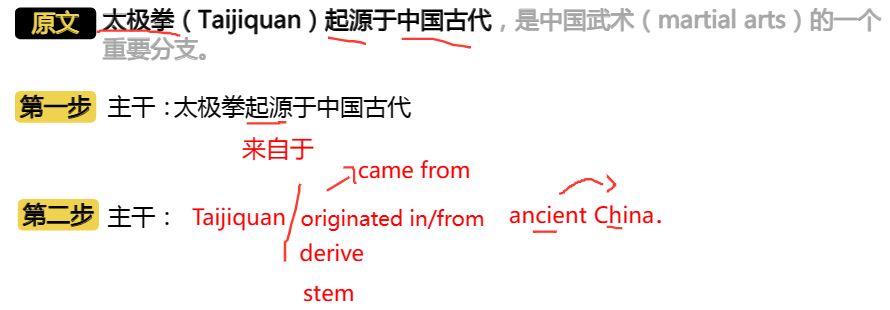 原文 太极拳（Taijiquan）起源于中国古代，是中国武术（martial arts）的一个
重要分支。
第一步 主干：太极拳起源于中国古代
来自于
came from
第二步 主干： Taijiquan originated in/from ancient China.
derive
stem